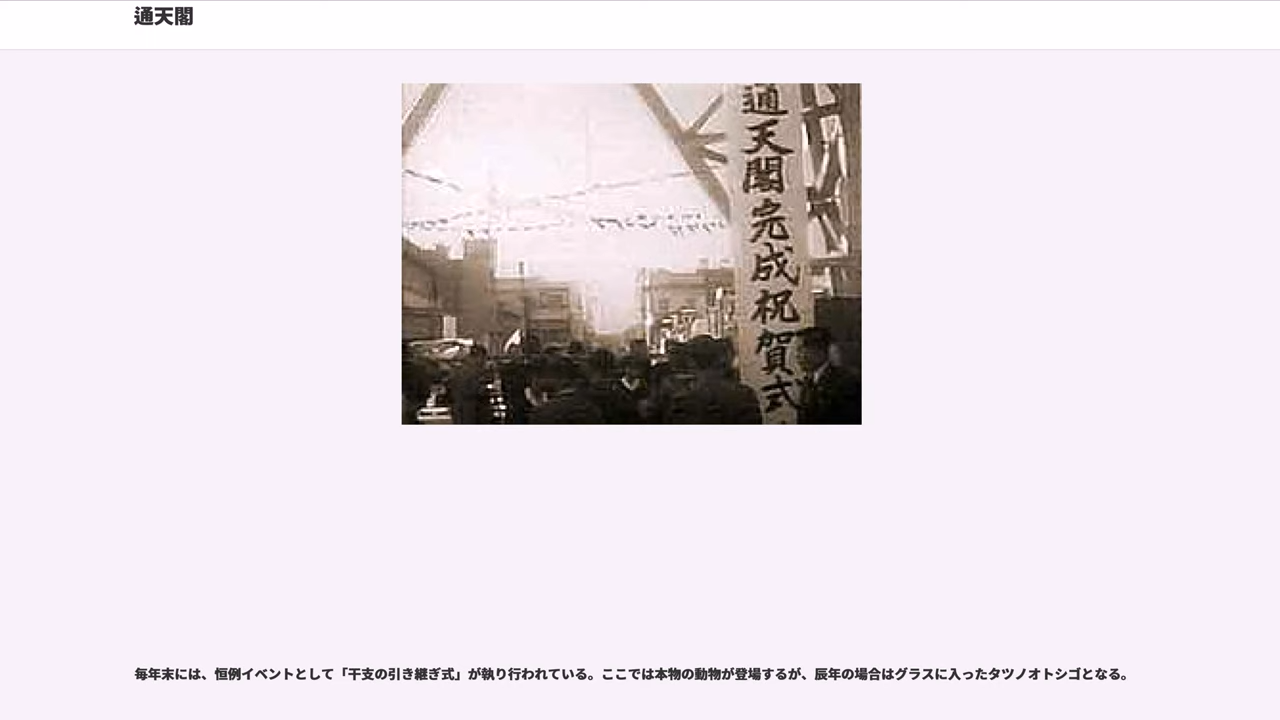 通天閣
通天閣完成祝賀式
毎年末には、恒例イベントとして「干支の引き継ぎ式」が執り行われている。ここでは本物の動物が登場するが、辰年の場合はグラスに入ったタツノオトシゴとなる。